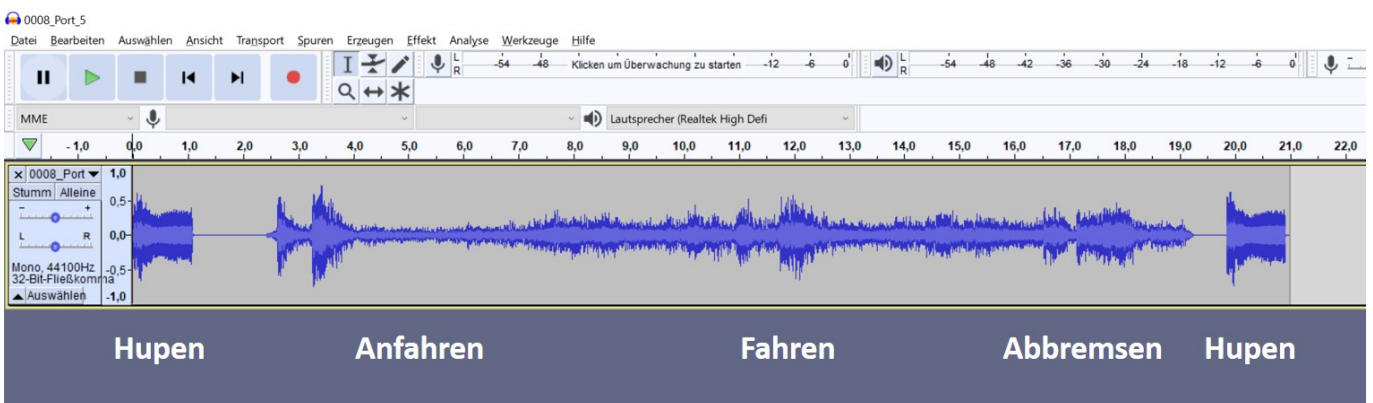 0008_Port_5
Datei Bearbeiten Auswählen Ansicht Transport Spuren Erzeugen Effekt Analyse Werkzeuge Hilfe
L
R
-54 -48 Klicken um Überwachung zu starten -12 -6 0
L
R
-54 -48 -42 -36 -30 -24 -18 -12 -6 0
MME Lautsprecher (Realtek High Defi
-1,0 0,0 1,0 2,0 3,0 4,0 5,0 6,0 7,0 8,0 9,0 10,0 11,0 12,0 13,0 14,0 15,0 16,0 17,0 18,0 19,0 20,0 21,0 22,0
0008_Port
Stumm Alleine
- +
L R
Mono, 44100Hz
32-Bit-Fließkomma
Auswählen
1,0
0,5
0,0
-0,5
-1,0
Hupen Anfahren Fahren Abbremsen Hupen